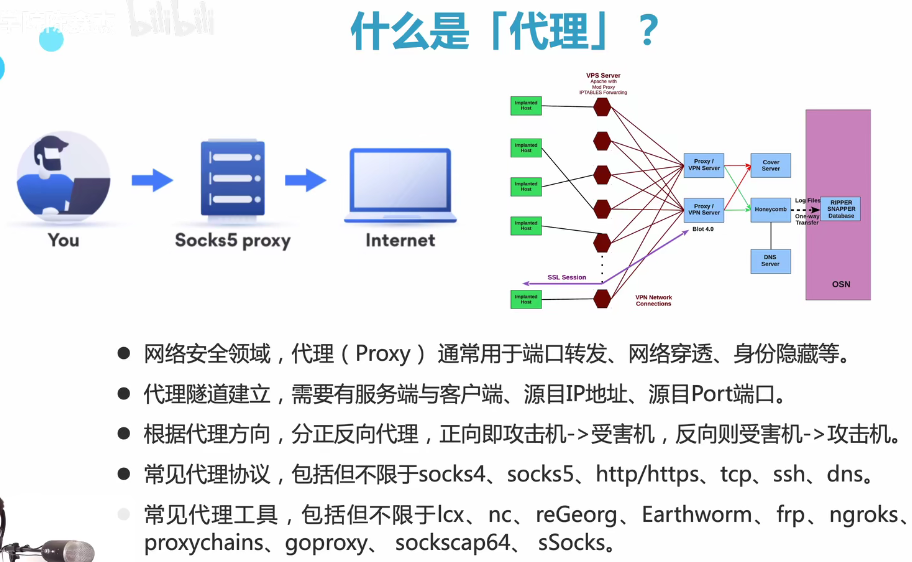 bilibili
什么是「代理」？
You
Socks5 proxy
Internet
VPS Server
Apache with
Mod Proxy
IPTABLES Forwarding
Implanted
Host
Implanted
Host
Implanted
Host
Implanted
Host
Implanted
Host
Proxy /
VPN Server
Proxy /
VPN Server
Blot 4.0
Cover
Server
Honeycomb
DNS
Server
Log Files
One-way
Transfer
RIPPER
SNAPPER
Database
OSN
SSL Session
VPN Network
Connections
● 网络安全领域，代理（Proxy） 通常用于端口转发、网络穿透、身份隐藏等。
● 代理隧道建立，需要有服务端与客户端、源目IP地址、源目Port端口。
● 根据代理方向，分正反向代理，正向即攻击机->受害机，反向则受害机->攻击机。
● 常见代理协议，包括但不限于socks4、socks5、http/https、tcp、ssh、dns。
● 常见代理工具，包括但不限于lcx、nc、reGeorg、Earthworm、frp、ngroks、
proxychains、goproxy、 sockscap64、 sSocks。